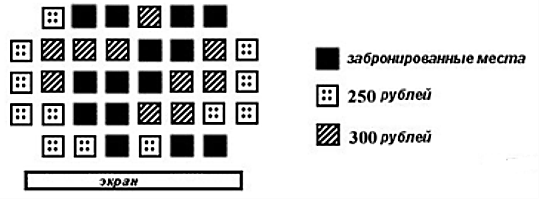 забронированные места
250 рублей
300 рублей
экран